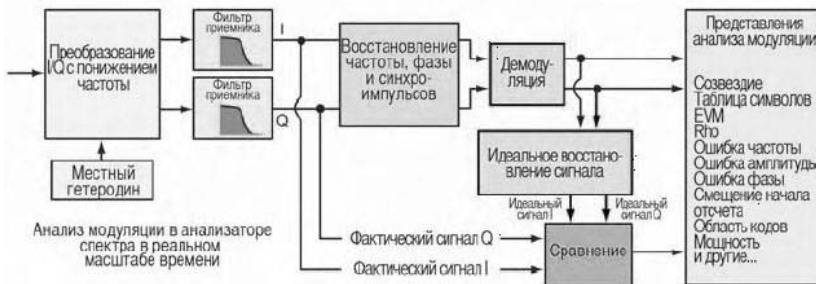 Преобразование
I/Q с понижением
частоты
Местный
гетеродин
Фильтр
приемника
I
Фильтр
приемника
Q
Восстановление
частоты, фазы
и синхро-
импульсов
Демоду-
ляция
Идеальное восстано-
вление сигнала
Идеальный
сигнал I
Идеальный
сигнал Q
Фактический сигнал Q
Фактический сигнал I
Сравнение
Представления
анализа модуляции
Созвездие
Таблица символов
EVM
Rho
Ошибка частоты
Ошибка амплитуды
Ошибка фазы
Смещение начала
отсчета
Область кодов
Мощность
и другие...
Анализ модуляции в анализаторе
спектра в реальном
масштабе времени